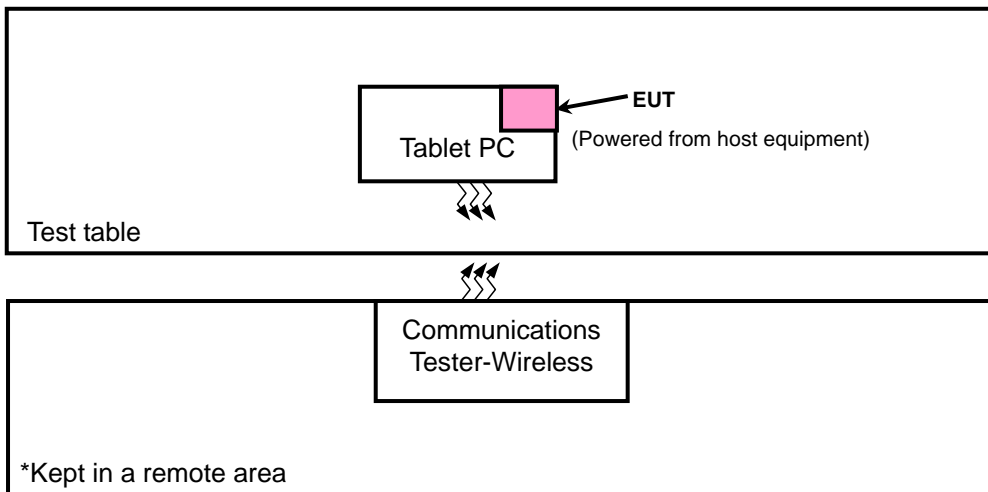 EUT
(Powered from host equipment)
Tablet PC
Test table
Communications
Tester-Wireless
*Kept in a remote area